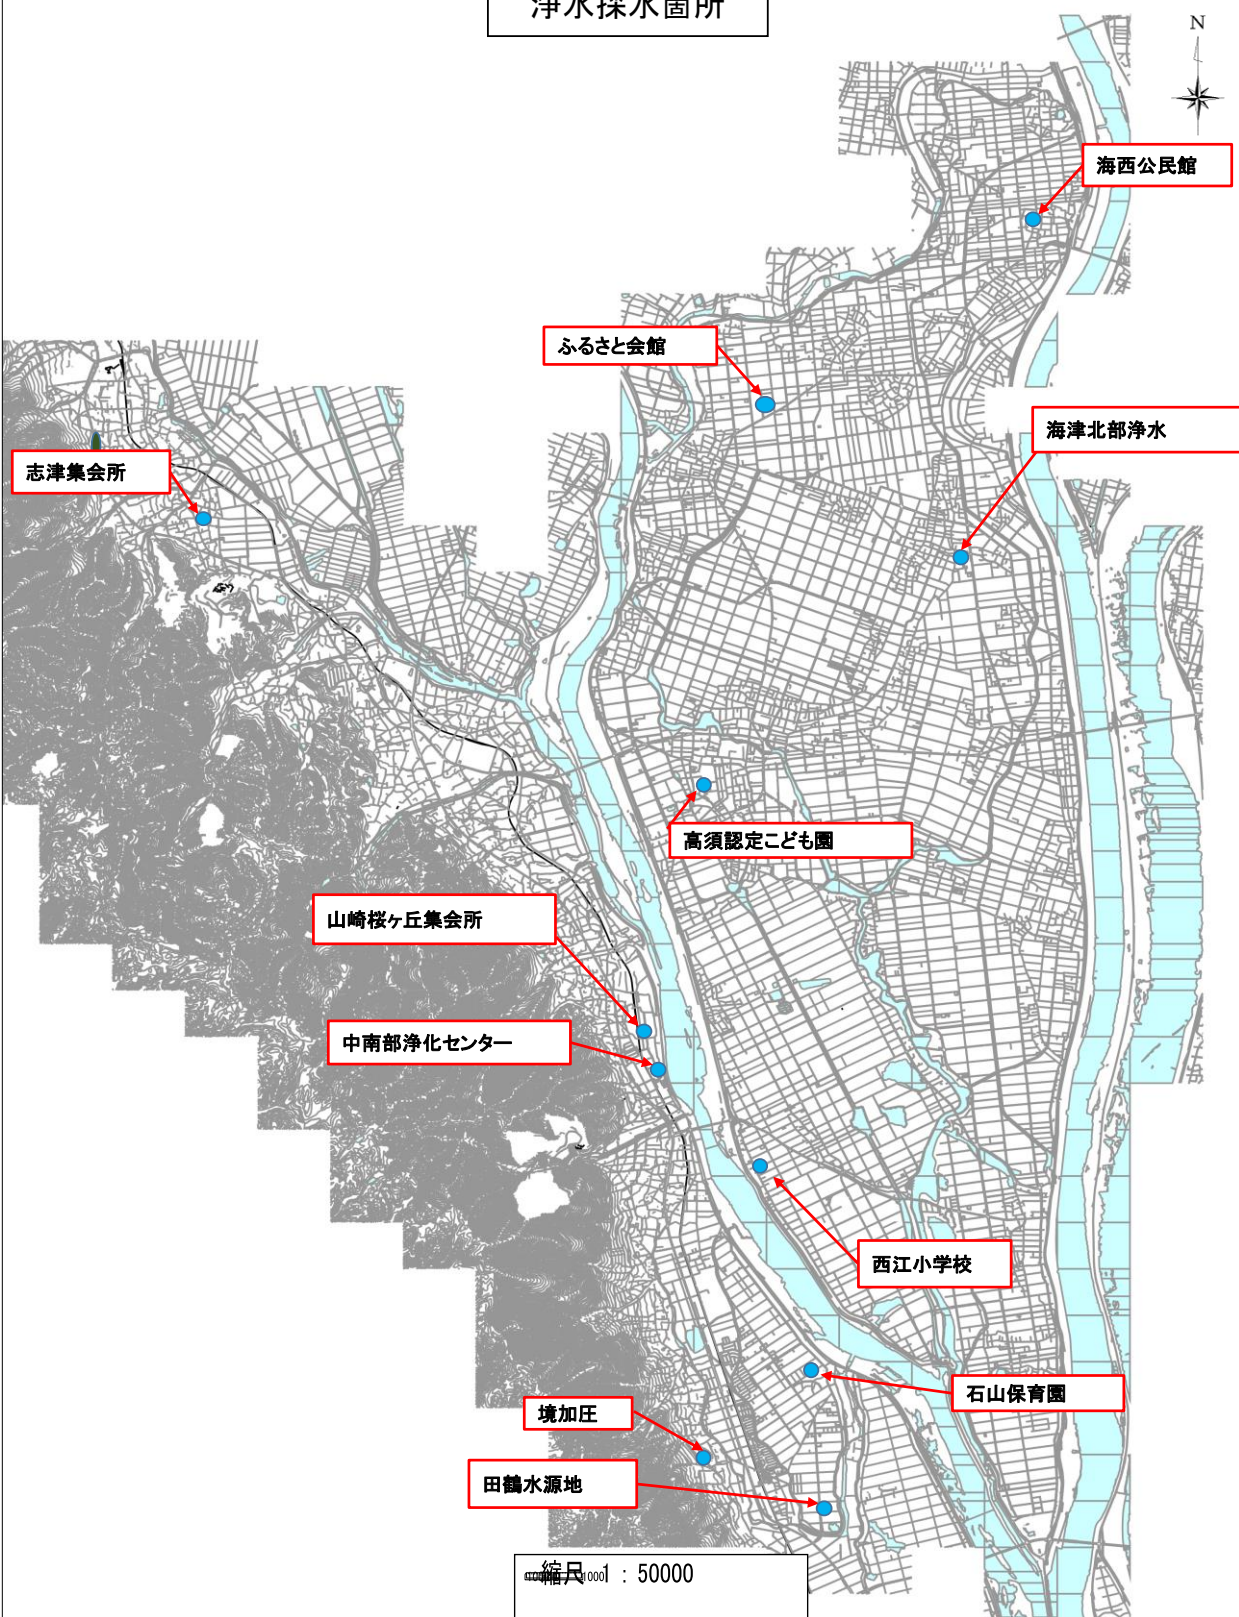 浄水採水箇所
N
海西公民館
ふるさと会館
海津北部浄水
志津集会所
高須認定こども園
山崎桜ヶ丘集会所
中南部浄化センター
西江小学校
石山保育園
境加圧
田鶴水源地
縮尺 1 : 50000